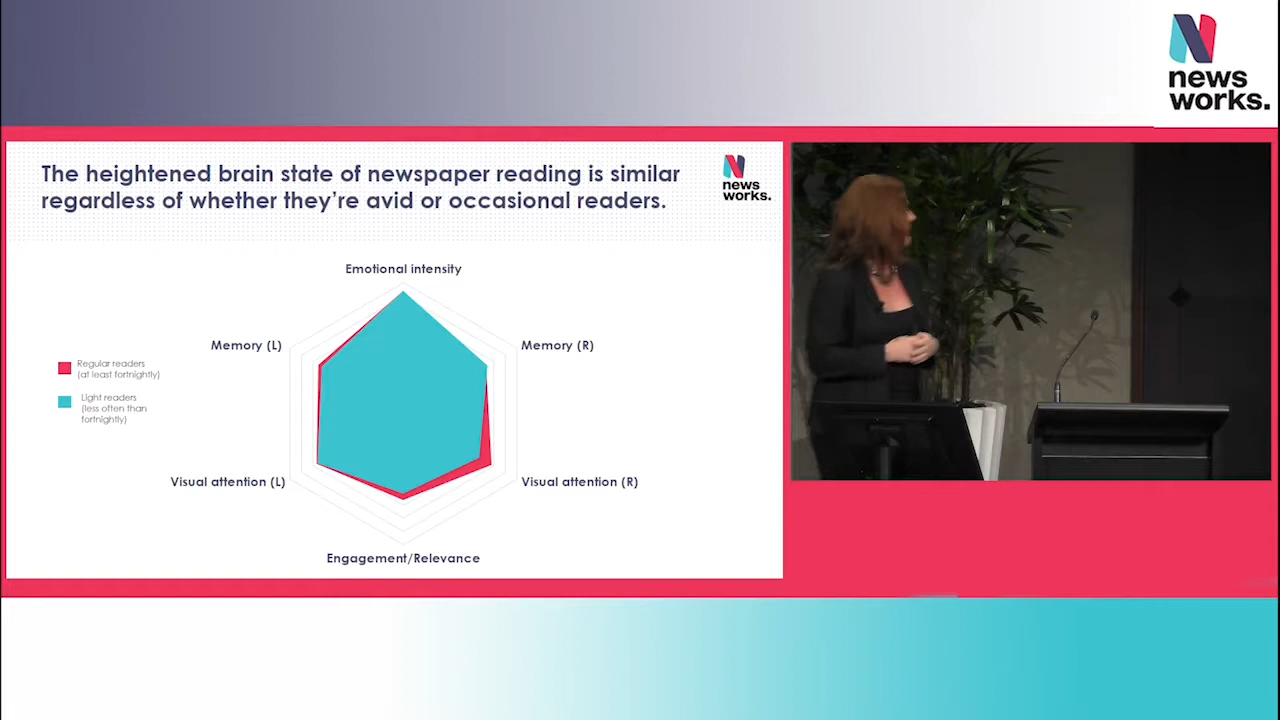 news
works.
The heightened brain state of newspaper reading is similar
regardless of whether they're avid or occasional readers.
news
works.
Emotional intensity
Memory (L)
Memory (R)
Regular readers
(at least fortnightly)
Light readers
(less often than
fortnightly)
Visual attention (L)
Visual attention (R)
Engagement/Relevance